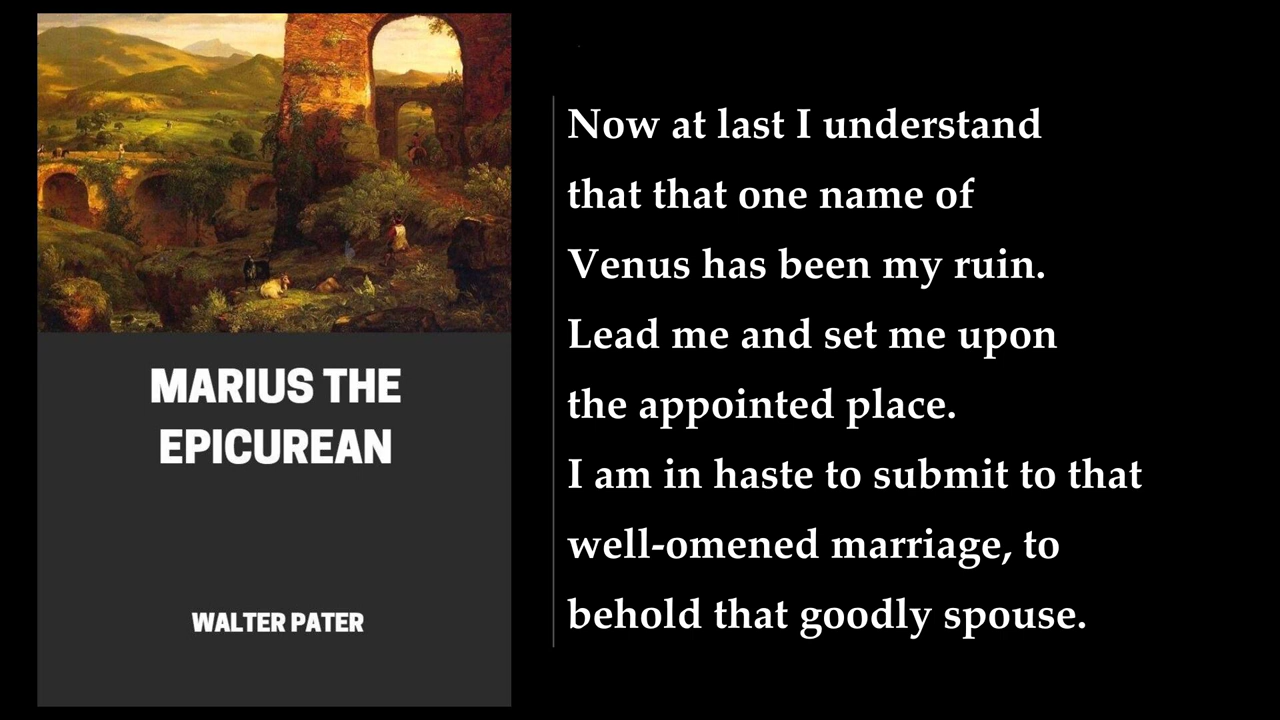 MARIUS THE
EPICUREAN
WALTER PATER
Now at last I understand
that that one name of
Venus has been my ruin.
Lead me and set me upon
the appointed place.
I am in haste to submit to that
well-omened marriage, to
behold that goodly spouse.